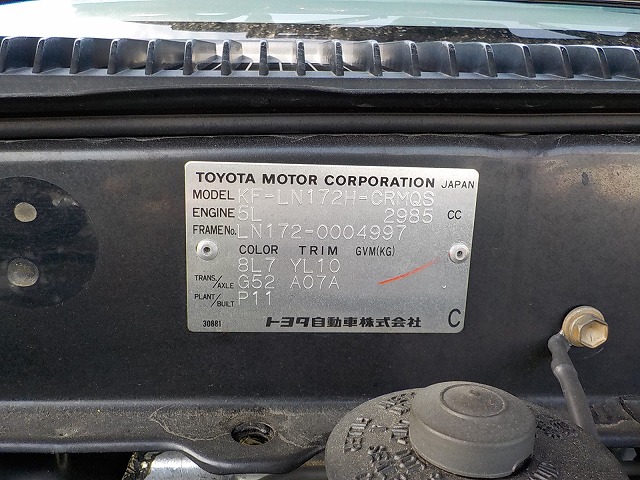 TOYOTA MOTOR CORPORATION JAPAN
MODEL KF-LN172H-CRMQS
ENGINE 5L 2985 CC
FRAME No. LN172-0004997
COLOR TRIM GVM(KG)
8L7 YL10
TRANS./AXLE G52 A07A
PLANT/BUILT P11
30881 トヨタ自動車株式会社 C